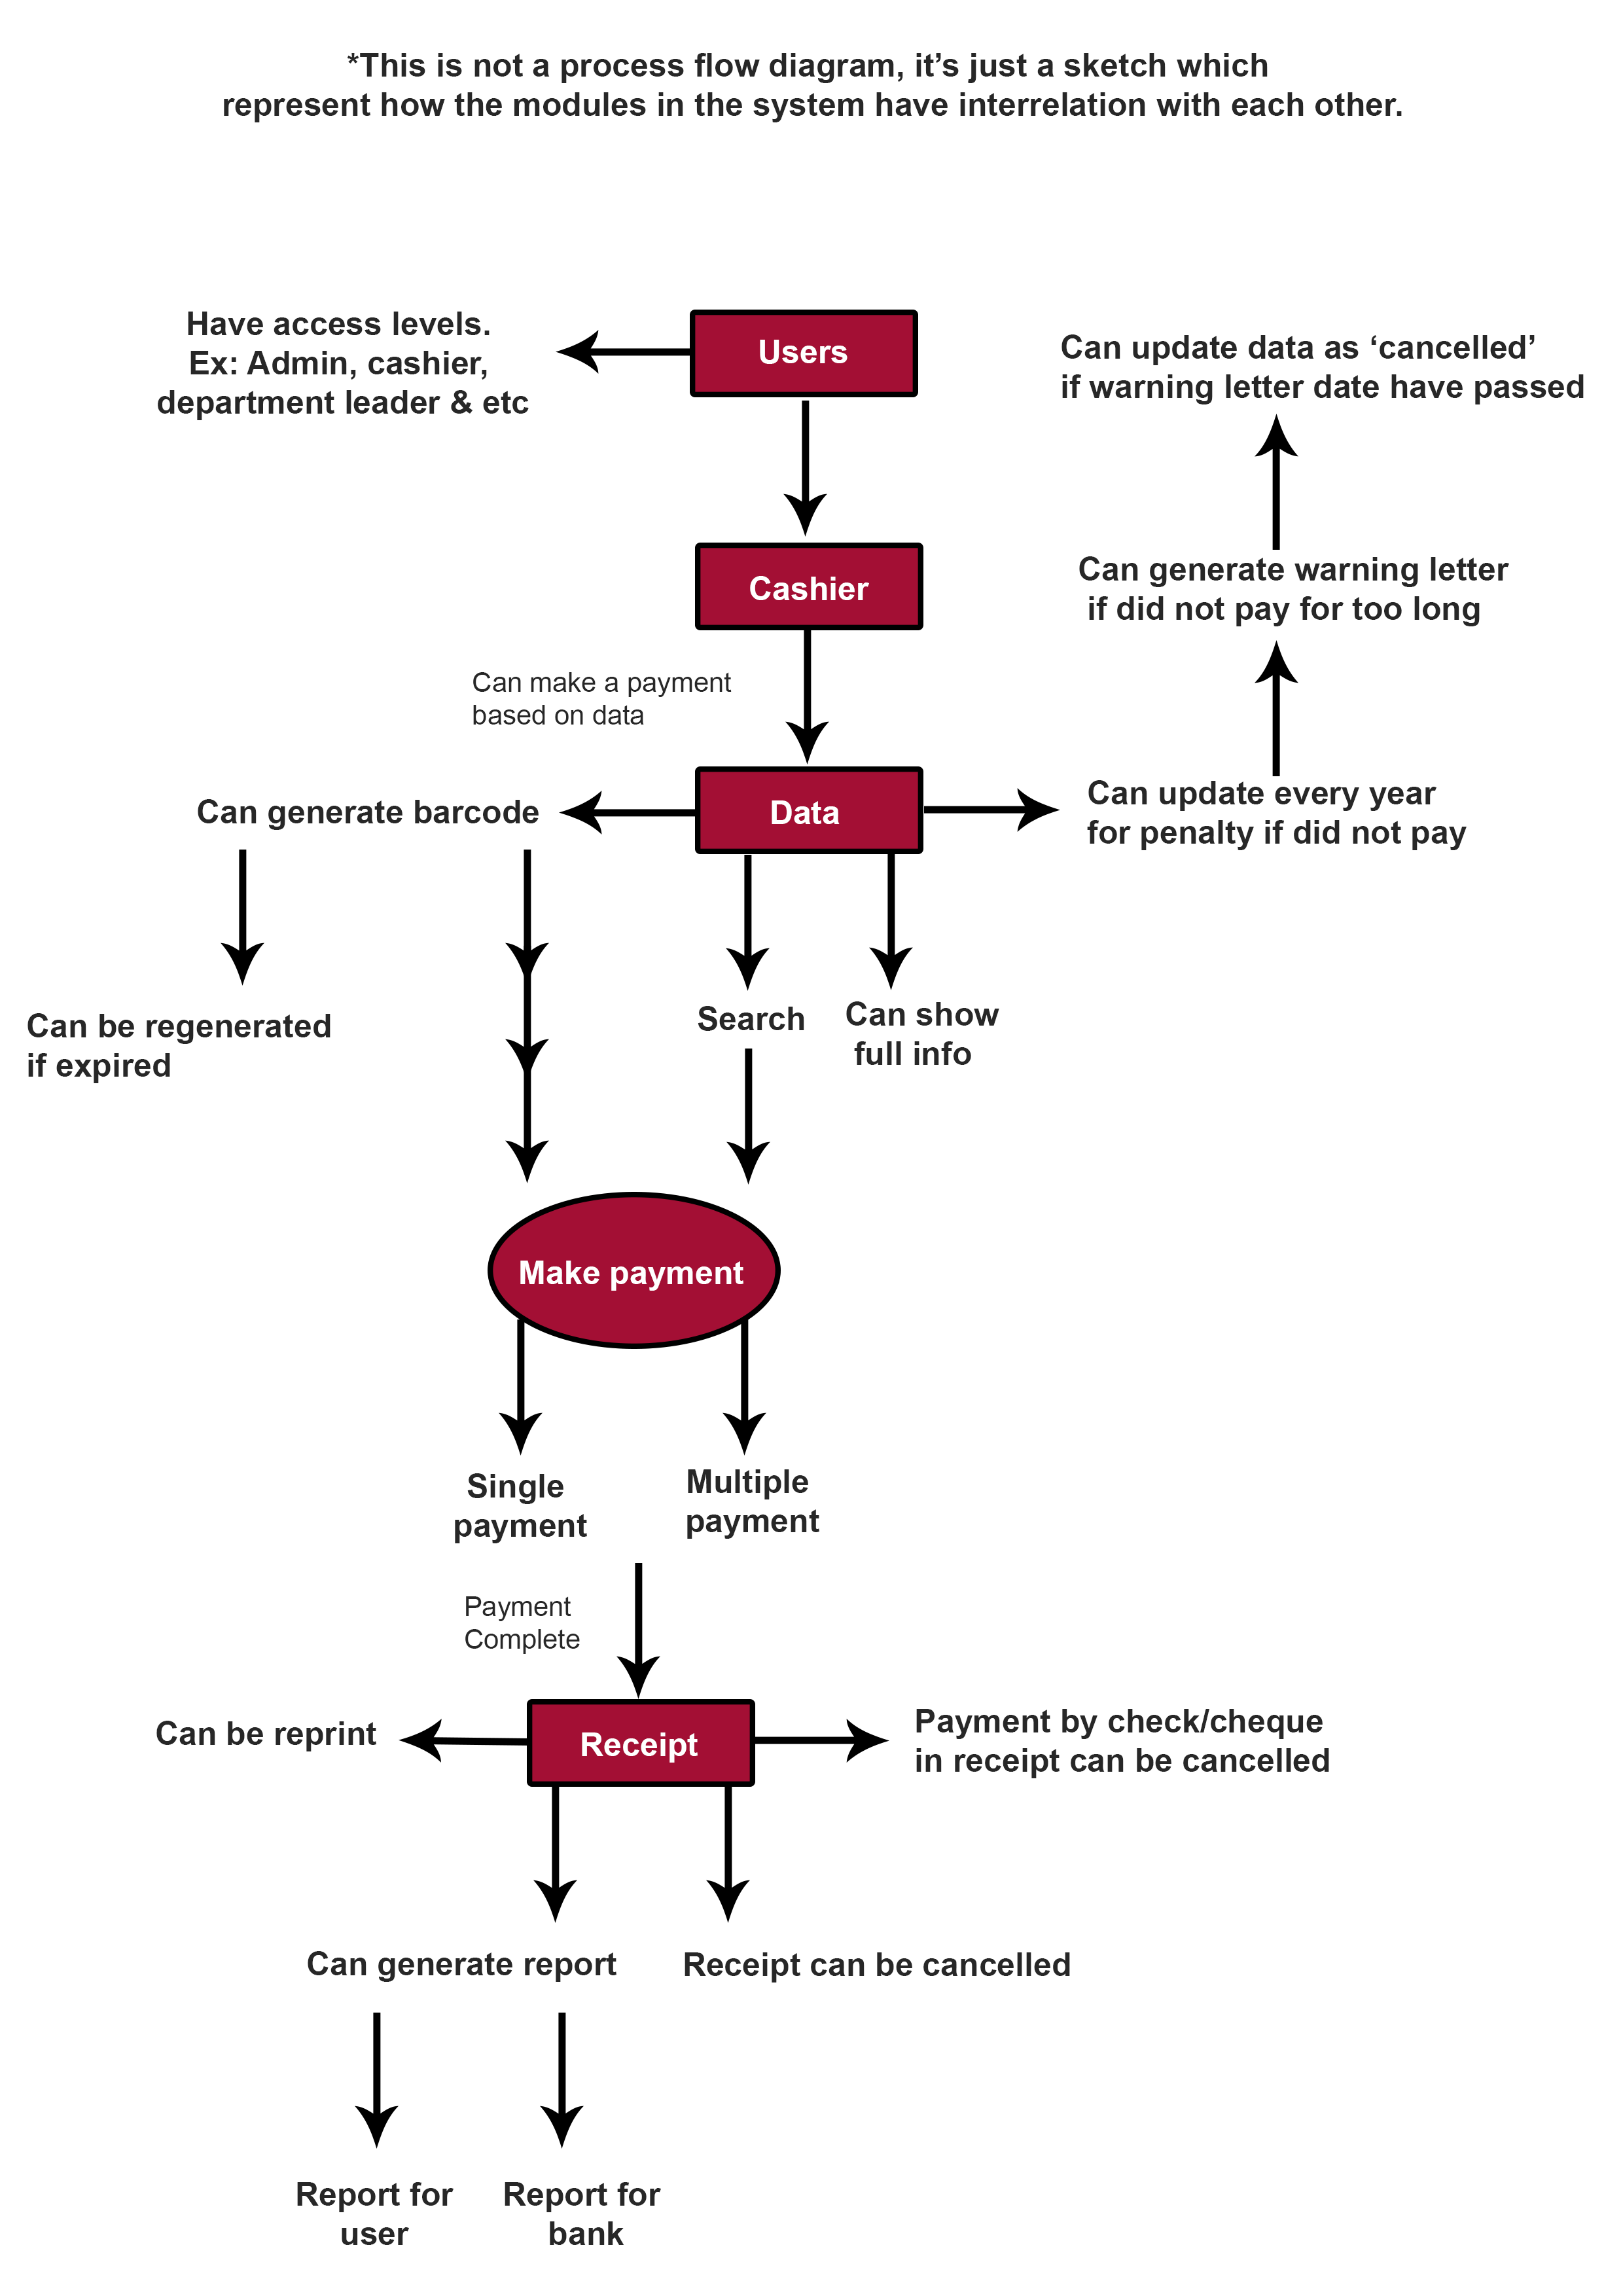 *This is not a process flow diagram, it’s just a sketch which
represent how the modules in the system have interrelation with each other.
Have access levels.
Ex: Admin, cashier,
department leader & etc
Users
Can update data as ‘cancelled’
if warning letter date have passed
Cashier
Can generate warning letter
if did not pay for too long
Can make a payment
based on data
Can generate barcode
Data
Can update every year
for penalty if did not pay
Can be regenerated
if expired
Search
Can show
full info
Make payment
Single
payment
Multiple
payment
Payment
Complete
Can be reprint
Receipt
Payment by check/cheque
in receipt can be cancelled
Can generate report
Receipt can be cancelled
Report for
user
Report for
bank